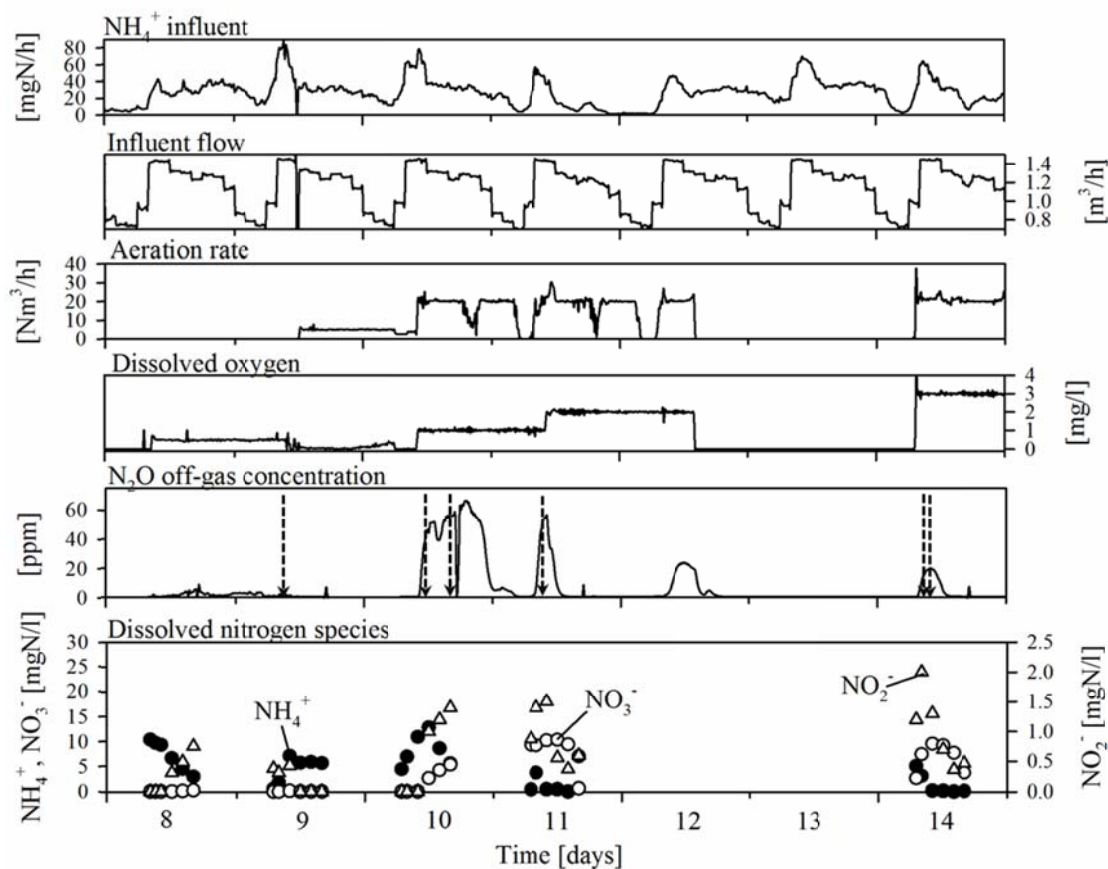 NH₄⁺ influent
[mgN/h]
80
60
40
20
0
Influent flow
1.4
1.2
1.0
0.8
[m³/h]
Aeration rate
[Nm³/h]
40
30
20
10
0
Dissolved oxygen
4
3
2
1
0
[mg/l]
N₂O off-gas concentration
[ppm]
60
40
20
0
Dissolved nitrogen species
NH₄⁺, NO₃⁻ [mgN/l]
30
25
20
15
10
5
0
NH₄⁺
NO₃⁻
NO₂⁻
2.5
2.0
1.5
1.0
0.5
0.0
NO₂⁻ [mgN/l]
8 9 10 11 12 13 14
Time [days]